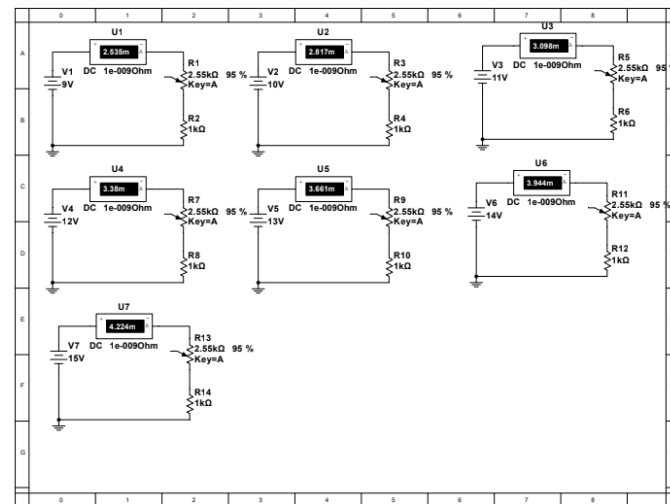 0 1 2 3 4 5 6 7 8
A
B
C
D
E
F
G
U1
2.535m
DC 1e-009Ohm
V1
9V
R1
2.55kΩ 95 %
Key=A
R2
1kΩ
U2
2.817m
DC 1e-009Ohm
V2
10V
R3
2.55kΩ 95 %
Key=A
R4
1kΩ
U3
3.098m
DC 1e-009Ohm
V3
11V
R5
2.55kΩ 95 %
Key=A
R6
1kΩ
U4
3.38m
DC 1e-009Ohm
V4
12V
R7
2.55kΩ 95 %
Key=A
R8
1kΩ
U5
3.661m
DC 1e-009Ohm
V5
13V
R9
2.55kΩ 95 %
Key=A
R10
1kΩ
U6
3.944m
DC 1e-009Ohm
V6
14V
R11
2.55kΩ 95 %
Key=A
R12
1kΩ
U7
4.224m
DC 1e-009Ohm
V7
15V
R13
2.55kΩ 95 %
Key=A
R14
1kΩ
0 1 2 3 4 5 6 7 8